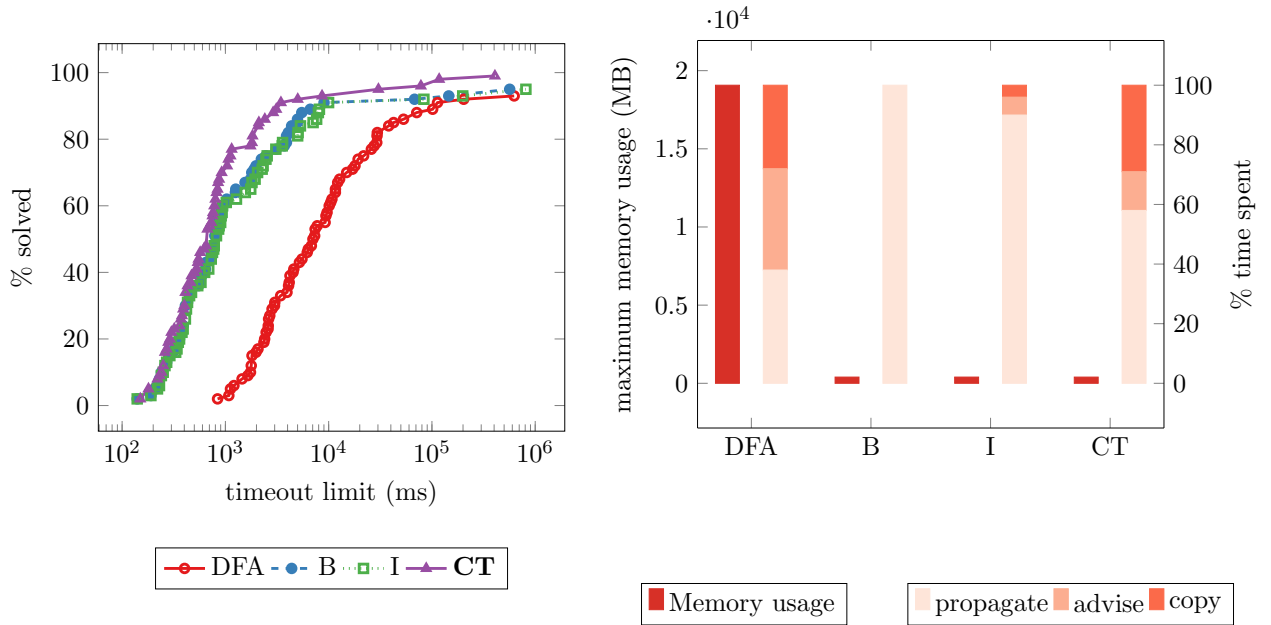 100
80
60
40
20
0
% solved
10^2 10^3 10^4 10^5 10^6
timeout limit (ms)
DFA B I CT
·10^4
2
1.5
1
0.5
0
maximum memory usage (MB)
100
80
60
40
20
0
% time spent
DFA B I CT
Memory usage
propagate advise copy